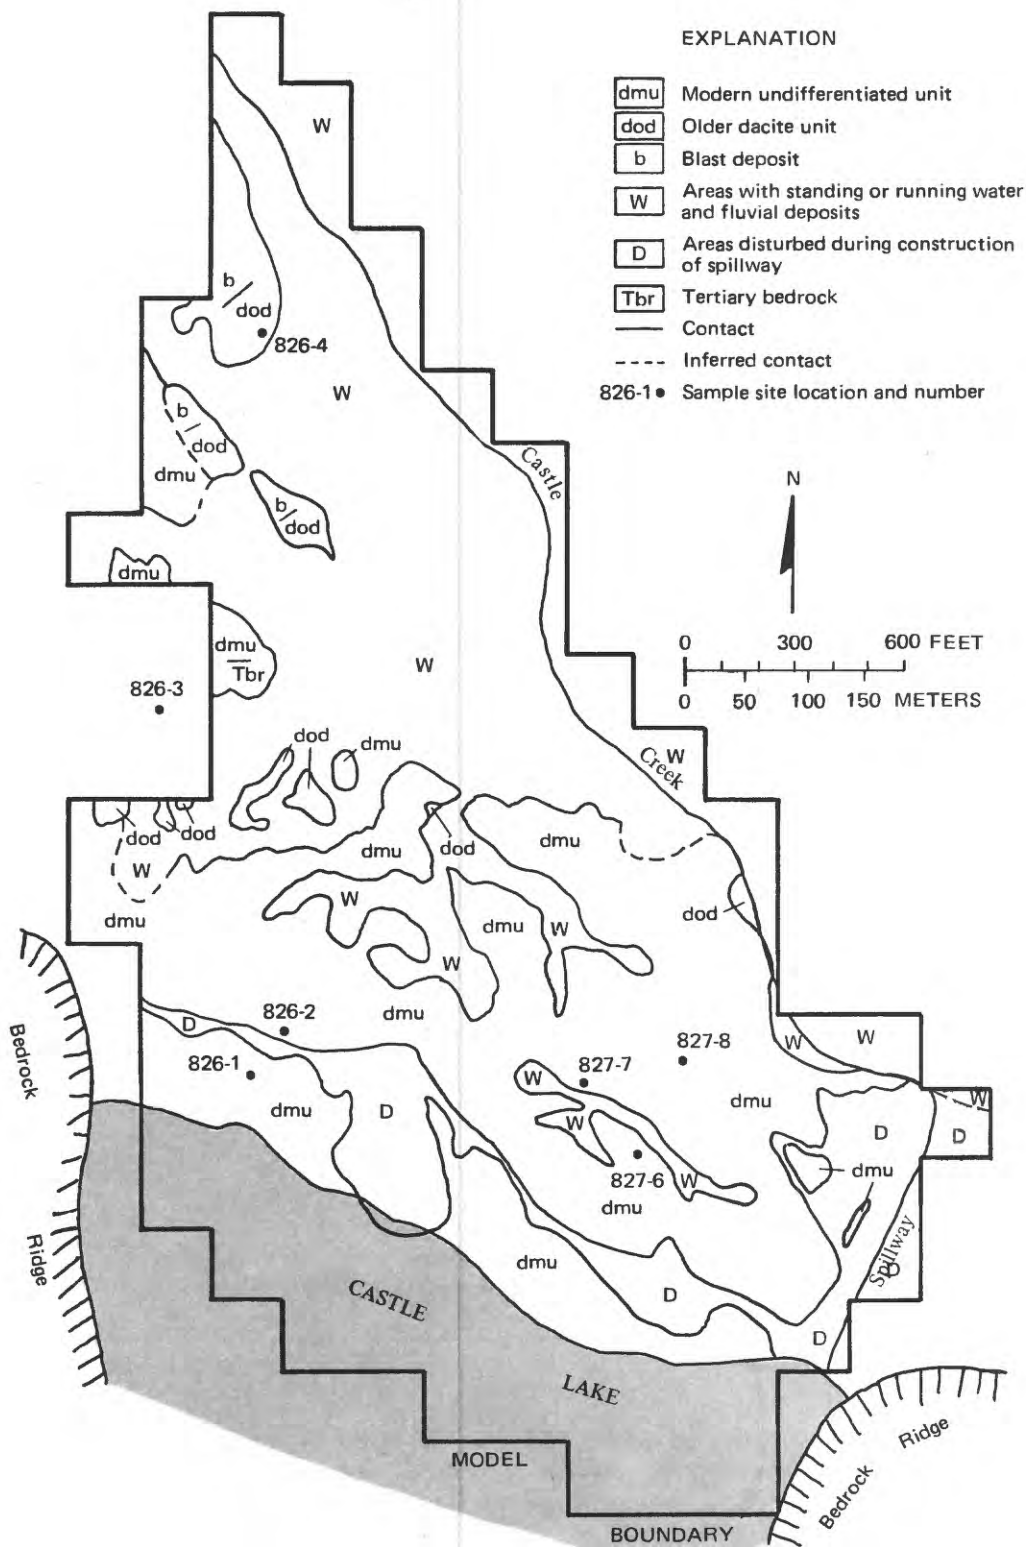 EXPLANATION
dmu Modern undifferentiated unit
dod Older dacite unit
b Blast deposit
W Areas with standing or running water
and fluvial deposits
D Areas disturbed during construction
of spillway
Tbr Tertiary bedrock
Contact
Inferred contact
826-1 Sample site location and number
N
0 300 600 FEET
0 50 100 150 METERS
W
b
dod
826-4
W
b
dod
dmu
b
dod
Castle
dmu
dmu
Tbr
W
826-3
dod
dmu
W
Creek
dod
dod
dmu
dod
dmu
W
dmu
W
dod
dmu
W
W
dmu
826-2
D
W
W
827-8
826-1
827-7
W
W
dmu
D
dmu
W
D
D
dmu
827-6
W
dmu
dmu
Spillway
D
D
Bedrock
Ridge
CASTLE
LAKE
MODEL
BOUNDARY
Bedrock
Ridge